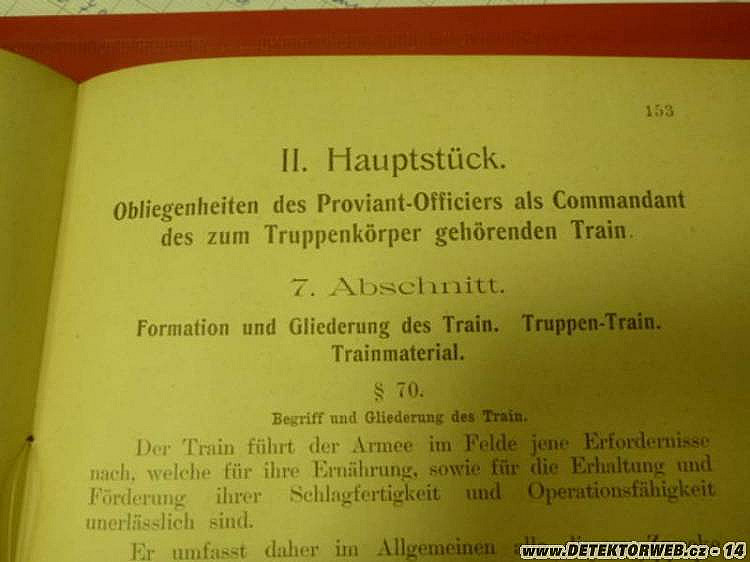 153
II. Hauptstück.
Obliegenheiten des Proviant-Officiers als Commandant
des zum Truppenkörper gehörenden Train.
7. Abschnitt.
Formation und Gliederung des Train. Truppen-Train.
Trainmaterial.
§ 70.
Begriff und Gliederung des Train.
Der Train führt der Armee im Felde jene Erfordernisse
nach, welche für ihre Ernährung, sowie für die Erhaltung und
Förderung ihrer Schlagfertigkeit und Operationsfähigkeit
unerlässlich sind.
Er umfasst daher im Allgemeinen
www.DETEKTORWEB.cz - 14